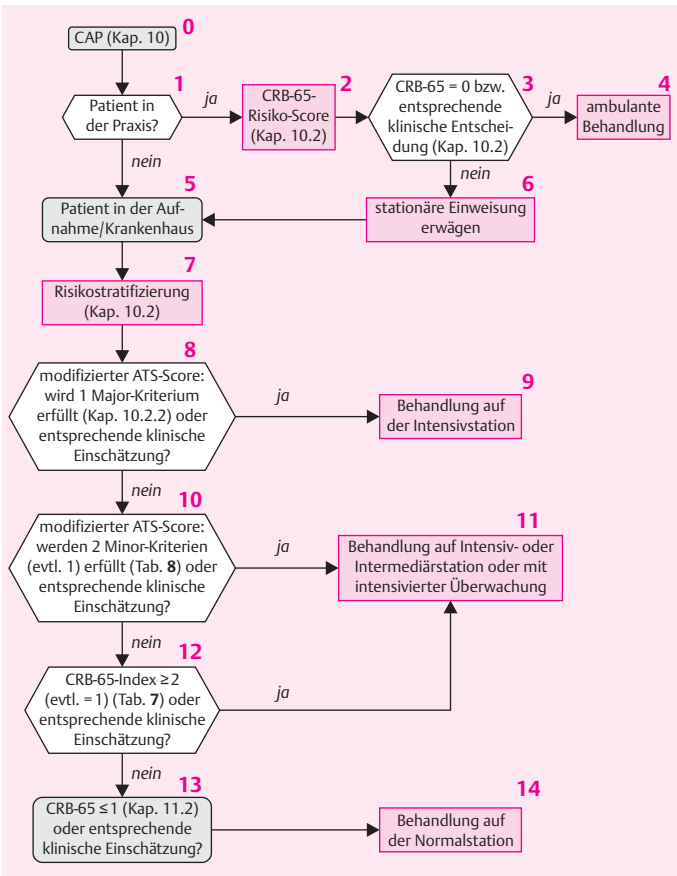 0
CAP (Kap. 10)
1
Patient in
der Praxis?
ja
nein
2
CRB-65-
Risiko-Score
(Kap. 10.2)
3
CRB-65 = 0 bzw.
entsprechende
klinische Entschei-
dung (Kap. 10.2)
ja
nein
4
ambulante
Behandlung
5
Patient in der Auf-
nahme/Krankenhaus
6
stationäre Einweisung
erwägen
7
Risikostratifizierung
(Kap. 10.2)
8
modifizierter ATS-Score:
wird 1 Major-Kriterium
erfüllt (Kap. 10.2.2) oder
entsprechende klinische
Einschätzung?
ja
nein
9
Behandlung auf
der Intensivstation
10
modifizierter ATS-Score:
werden 2 Minor-Kriterien
(evtl. 1) erfüllt (Tab. 8) oder
entsprechende klinische
Einschätzung?
ja
nein
11
Behandlung auf Intensiv- oder
Intermediärstation oder mit
intensivierter Überwachung
12
CRB-65-Index ≥2
(evtl. = 1) (Tab. 7) oder
entsprechende klinische
Einschätzung?
ja
nein
13
CRB-65 ≤1 (Kap. 11.2)
oder entsprechende
klinische Einschätzung?
14
Behandlung auf
der Normalstation